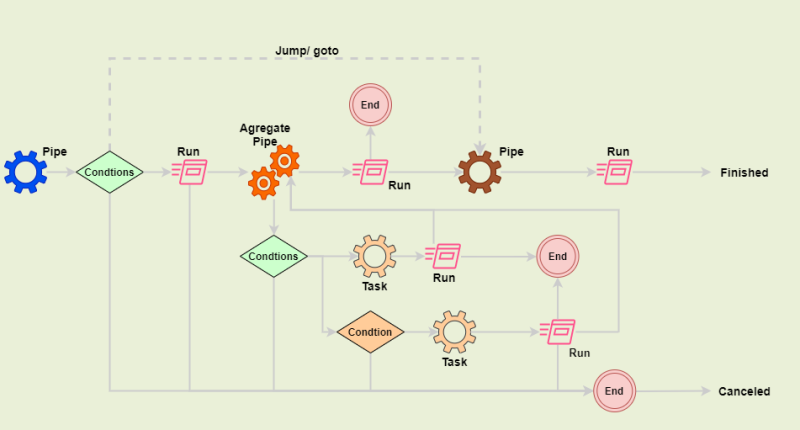 Jump/ goto
End
Pipe
Condtions
Run
Agregate
Pipe
Run
Pipe
Run
Finished
Condtions
Task
Run
End
Condtion
Task
Run
End
Canceled